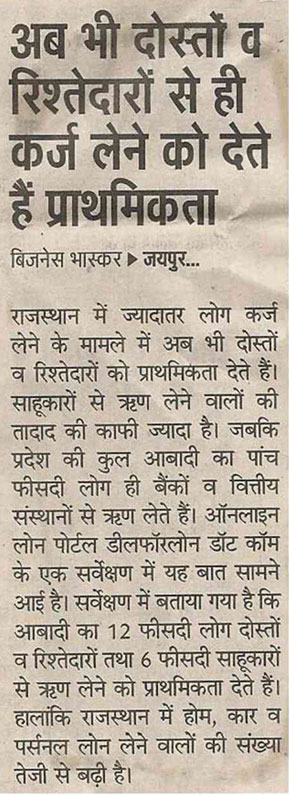 अब भी दोस्तों व
रिश्तेदारों से ही
कर्ज लेने को देते
हैं प्राथमिकता
बिजनेस भास्कर ▶ जयपुर...
राजस्थान में ज्यादातर लोग कर्ज
लेने के मामले में अब भी दोस्तों
व रिश्तेदारों को प्राथमिकता देते हैं।
साहूकारों से ऋण लेने वालों की
तादाद की काफी ज्यादा है। जबकि
प्रदेश की कुल आबादी का पांच
फीसदी लोग ही बैंकों व वित्तीय
संस्थानों से ऋण लेते हैं। ऑनलाइन
लोन पोर्टल डीलफॉरलोन डॉट कॉम
के एक सर्वेक्षण में यह बात सामने
आई है। सर्वेक्षण में बताया गया है कि
आबादी का 12 फीसदी लोग दोस्तों
व रिश्तेदारों तथा 6 फीसदी साहूकारों
से ऋण लेने को प्राथमिकता देते हैं।
हालांकि राजस्थान में होम, कार व
पर्सनल लोन लेने वालों की संख्या
तेजी से बढ़ी है।